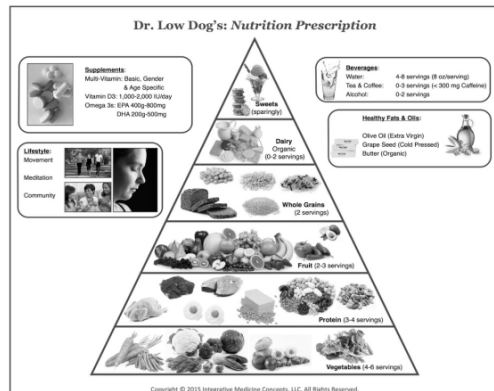 Dr. Low Dog's: Nutrition Prescription
Supplements:
Multi-Vitamin: Basic, Gender
& Age Specific
Vitamin D3: 1,000-2,000 IU/day
Omega 3s: EPA 400g-800mg
DHA 200g-500mg
Beverages:
Water: 4-8 servings (8 oz/serving)
Tea & Coffee: 0-3 servings (< 300 mg Caffeine)
Alcohol: 0-2 servings
Healthy Fats & Oils:
Olive Oil (Extra Virgin)
Grape Seed (Cold Pressed)
Butter (Organic)
Lifestyle:
Movement
Meditation
Community
Sweets
(sparingly)
Dairy
Organic
(0-2 servings)
Whole Grains
(2 servings)
Fruit (2-3 servings)
Protein (3-4 servings)
Vegetables (4-6 servings)
Copyright © 2015 Integrative Medicine Concepts, LLC. All Rights Reserved.